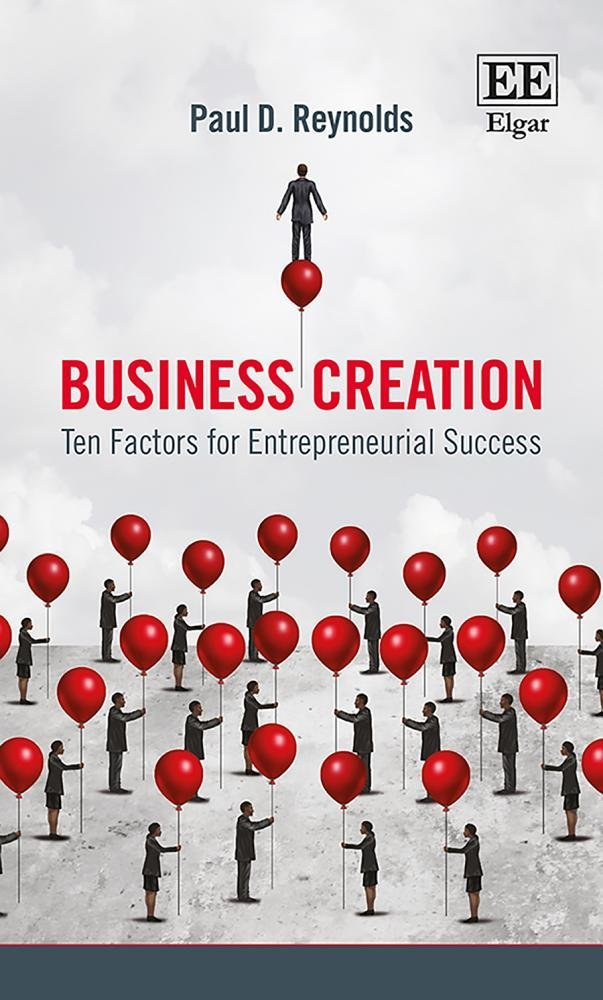 EE
Elgar
Paul D. Reynolds
BUSINESS CREATION
Ten Factors for Entrepreneurial Success